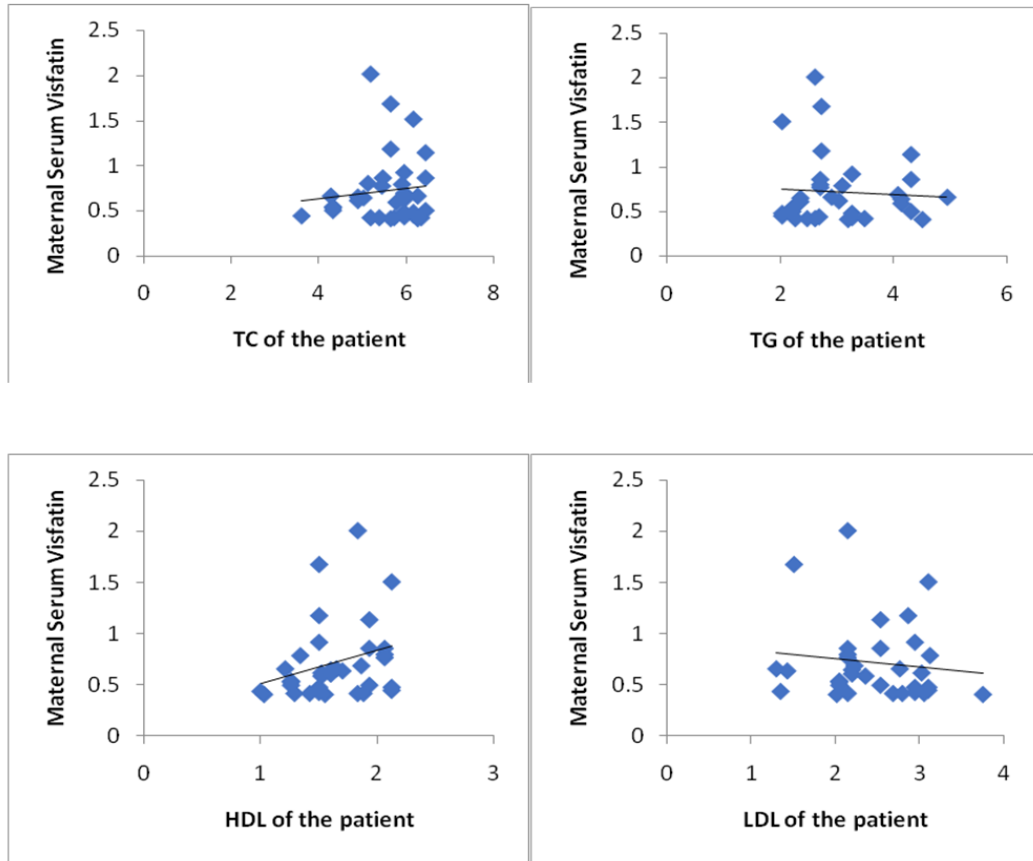 Maternal Serum Visfatin
2.5
2
1.5
1
0.5
0
0 2 4 6 8
TC of the patient
Maternal Serum Visfatin
2.5
2
1.5
1
0.5
0
0 2 4 6
TG of the patient
Maternal Serum Visfatin
2.5
2
1.5
1
0.5
0
0 1 2 3
HDL of the patient
Maternal Serum Visfatin
2.5
2
1.5
1
0.5
0
0 1 2 3 4
LDL of the patient